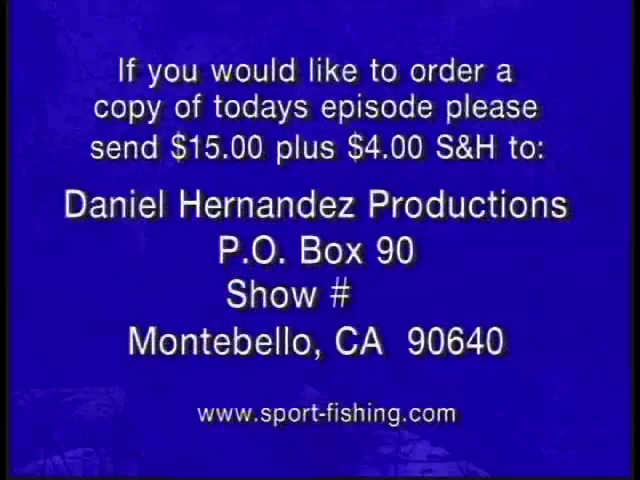 If you would like to order a
copy of todays episode please
send $15.00 plus $4.00 S&H to:
Daniel Hernandez Productions
P.O. Box 90
Show #
Montebello, CA 90640
www.sport-fishing.com